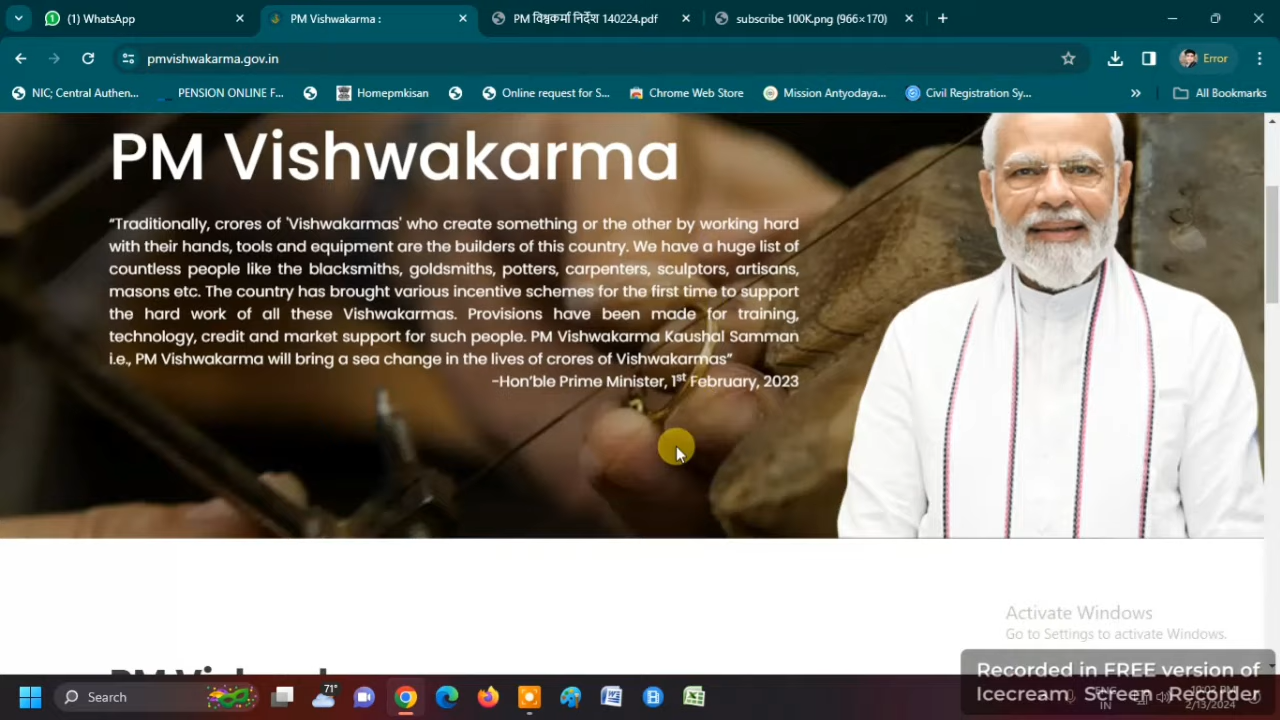 (1) WhatsApp
PM Vishwakarma :
PM विश्वकर्मा निर्देश 140224.pdf
subscribe 100K.png (966×170)
pmvishwakarma.gov.in
Error
NIC; Central Authen...
PENSION ONLINE F...
Homepmkisan
Online request for S...
Chrome Web Store
Mission Antyodaya...
Civil Registration Sy...
»
All Bookmarks
PM Vishwakarma
“Traditionally, crores of 'Vishwakarmas' who create something or the other by working hard
with their hands, tools and equipment are the builders of this country. We have a huge list of
countless people like the blacksmiths, goldsmiths, potters, carpenters, sculptors, artisans,
masons etc. The country has brought various incentive schemes for the first time to support
the hard work of all these Vishwakarmas. Provisions have been made for training,
technology, credit and market support for such people. PM Vishwakarma Kaushal Samman
i.e., PM Vishwakarma will bring a sea change in the lives of crores of Vishwakarmas”
-Hon’ble Prime Minister, 1st February, 2023
Activate Windows
Go to Settings to activate Windows.
Recorded in FREE version of
Icecream Screen Recorder
Search
71°
ENG
IN
2/13/2024